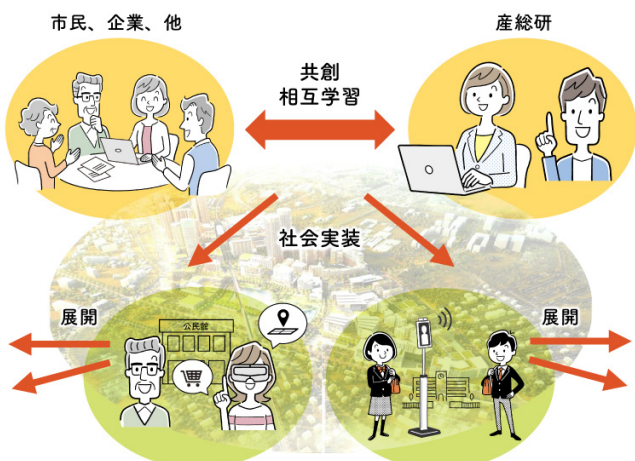 市民、企業、他
産総研
共創
相互学習
社会実装
展開
公民館
展開